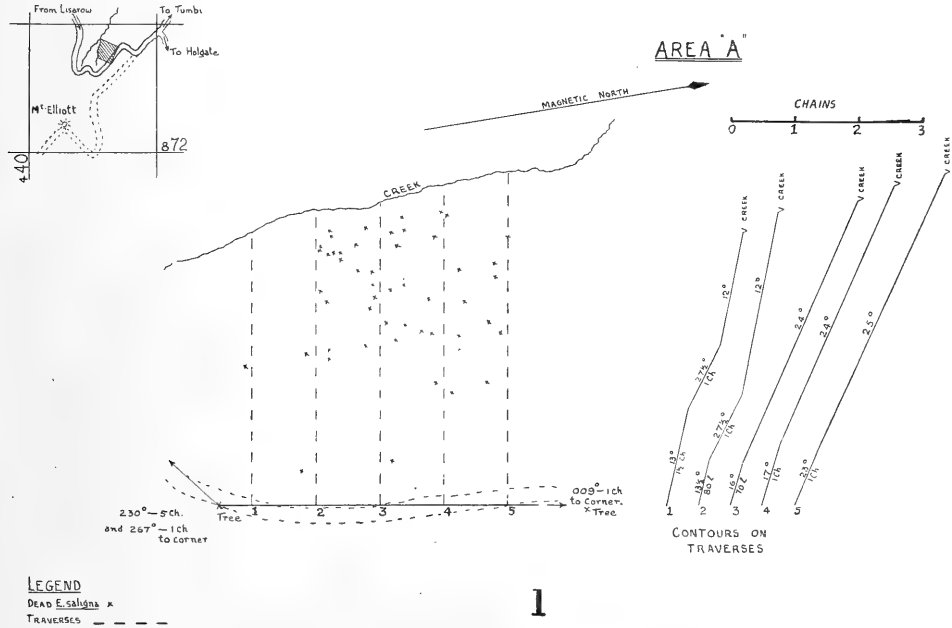 From Lisarow
To Tumbi
To Holgate
Mt. Elliott
440
872
AREA "A"
MAGNETIC NORTH
CHAINS
0 1 2 3
CREEK
V CREEK
V CREEK
V CREEK
V CREEK
V CREEK
12°
12°
24°
24°
25°
27½°
1 Ch
27½°
1 Ch
13°
1½ Ch
13½°
80 l
16°
70 l
17°
1 Ch
23°
1 Ch
1 2 3 4 5
CONTOURS ON
TRAVERSES
230° — 5 Ch.
and 267° — 1 Ch
to corner
Tree
1 2 3 4 5
009° — 1 Ch
to Corner.
x Tree
LEGEND
DEAD E. saligna x
TRAVERSES
1